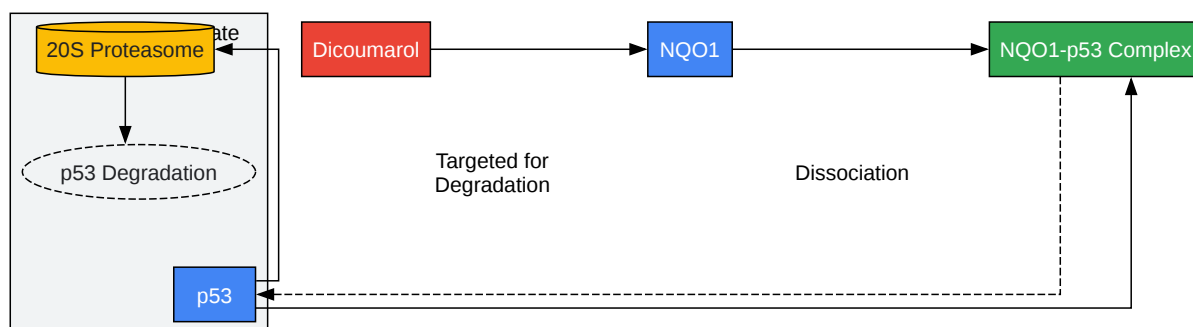 20S Proteasome
Dicoumarol
NQO1
NQO1-p53 Complex
p53 Degradation
Targeted for
Degradation
Dissociation
p53